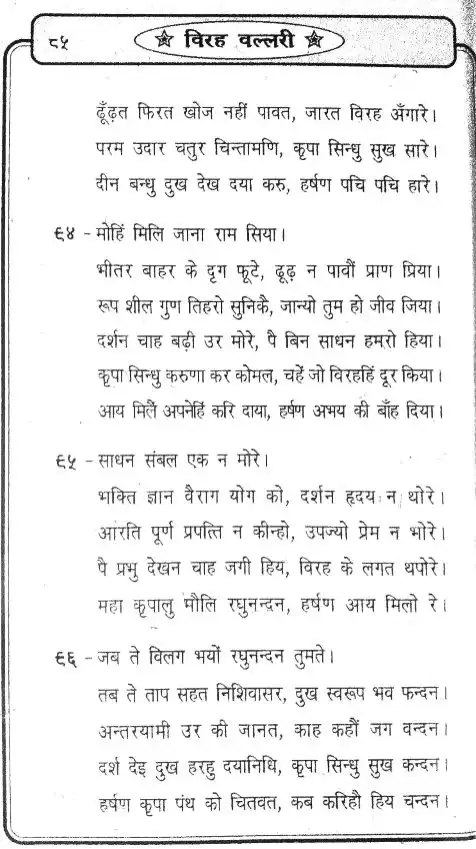 ८५
विरह वल्लरी
ढूँढ़त फिरत खोज नहीं पावत, जारत विरह अँगारे।
परम उदार चतुर चिन्तामणि, कृपा सिन्धु सुख सारे।
दीन बन्धु दुख देख दया करु, हर्षण पचि पचि हारे।
९४ - मोहिं मिलि जाना राम सिया।
भीतर बाहर के दृग फूटे, ढूढ़ न पावौं प्राण प्रिया।
रूप शील गुण तिहरो सुनिकै, जान्यो तुम हो जीव जिया।
दर्शन चाह बढ़ी उर मोरे, पै बिन साधन हमरो हिया।
कृपा सिन्धु करुणा कर कोमल, चहें जो विरहहिं दूर किया।
आय मिलें अपनेहिं करि दाया, हर्षण अभय की बाँह दिया।
९५ - साधन संबल एक न मोरे।
भक्ति ज्ञान वैराग योग को, दर्शन हृदय न थोरे।
आरति पूर्ण प्रपत्ति न कीन्हो, उपज्यो प्रेम न भोरे।
पै प्रभु देखन चाह जगी हिय, विरह के लगत थपोरे।
महा कृपालु मौलि रघुनन्दन, हर्षण आय मिलो रे।
९६ - जब ते विलग भयों रघुनन्दन तुमते।
तब ते ताप सहत निशिवासर, दुख स्वरूप भव फन्दन।
अन्तरयामी उर की जानत, काह कहौं जग वन्दन।
दर्श देइ दुख हरहु दयानिधि, कृपा सिन्धु सुख कन्दन।
हर्षण कृपा पंथ को चितवत, कब करिहौ हिय चन्दन।